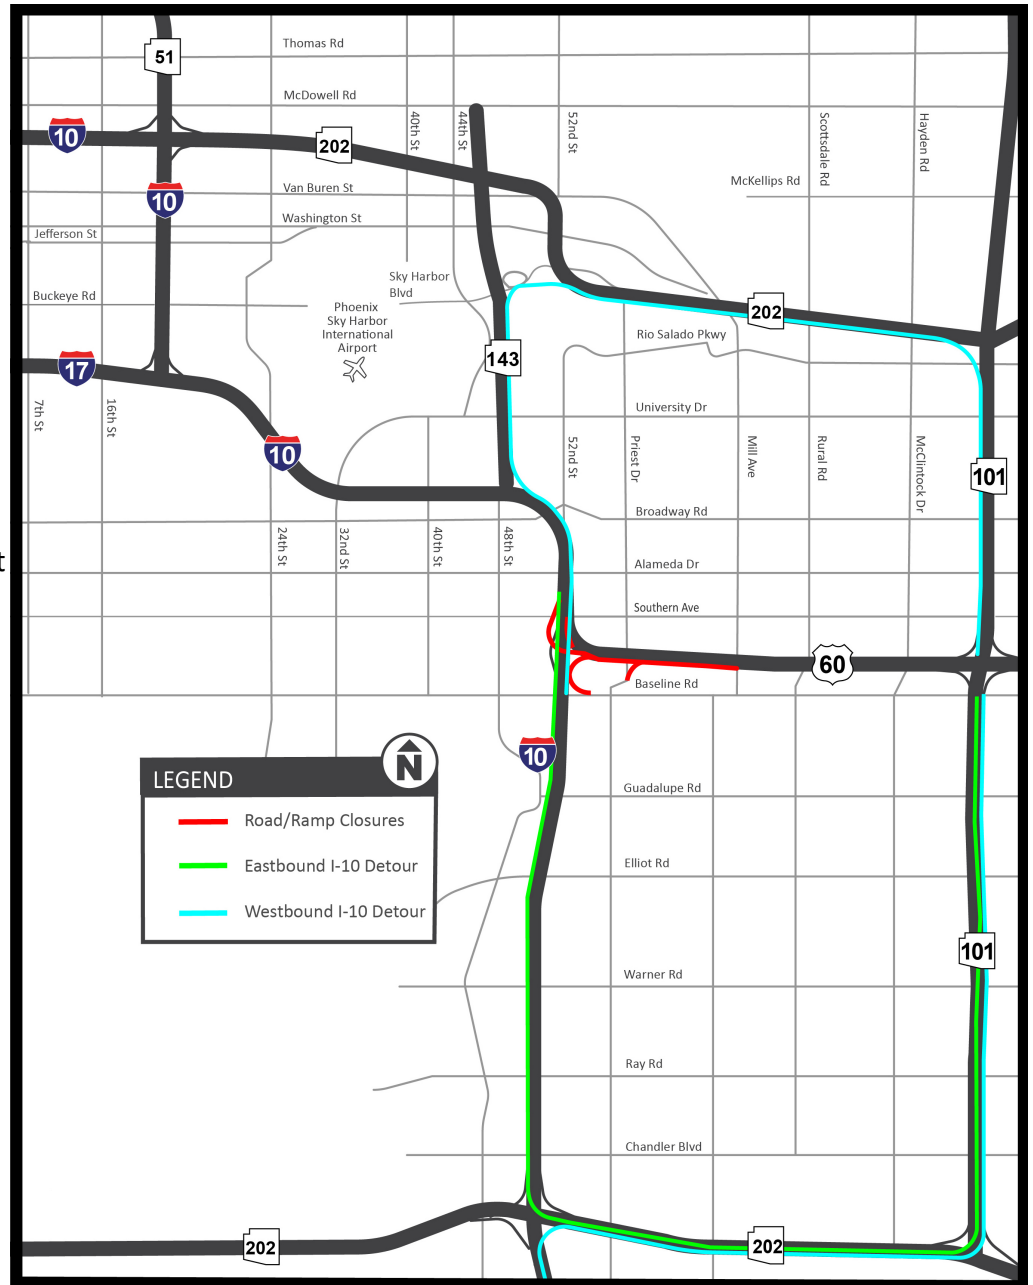 Thomas Rd
51
McDowell Rd
10
202
40th St
44th St
52nd St
Scottsdale Rd
Hayden Rd
10
Van Buren St
McKellips Rd
Washington St
Jefferson St
Sky Harbor
Blvd
Buckeye Rd
Phoenix
Sky Harbor
International
Airport
202
Rio Salado Pkwy
143
17
7th St
16th St
University Dr
10
52nd St
Priest Dr
Mill Ave
Rural Rd
McClintock Dr
101
Broadway Rd
24th St
32nd St
40th St
48th St
t
Alameda Dr
Southern Ave
60
Baseline Rd
10
LEGEND
N
Road/Ramp Closures
Eastbound I-10 Detour
Westbound I-10 Detour
Guadalupe Rd
Elliot Rd
101
Warner Rd
Ray Rd
Chandler Blvd
202
202